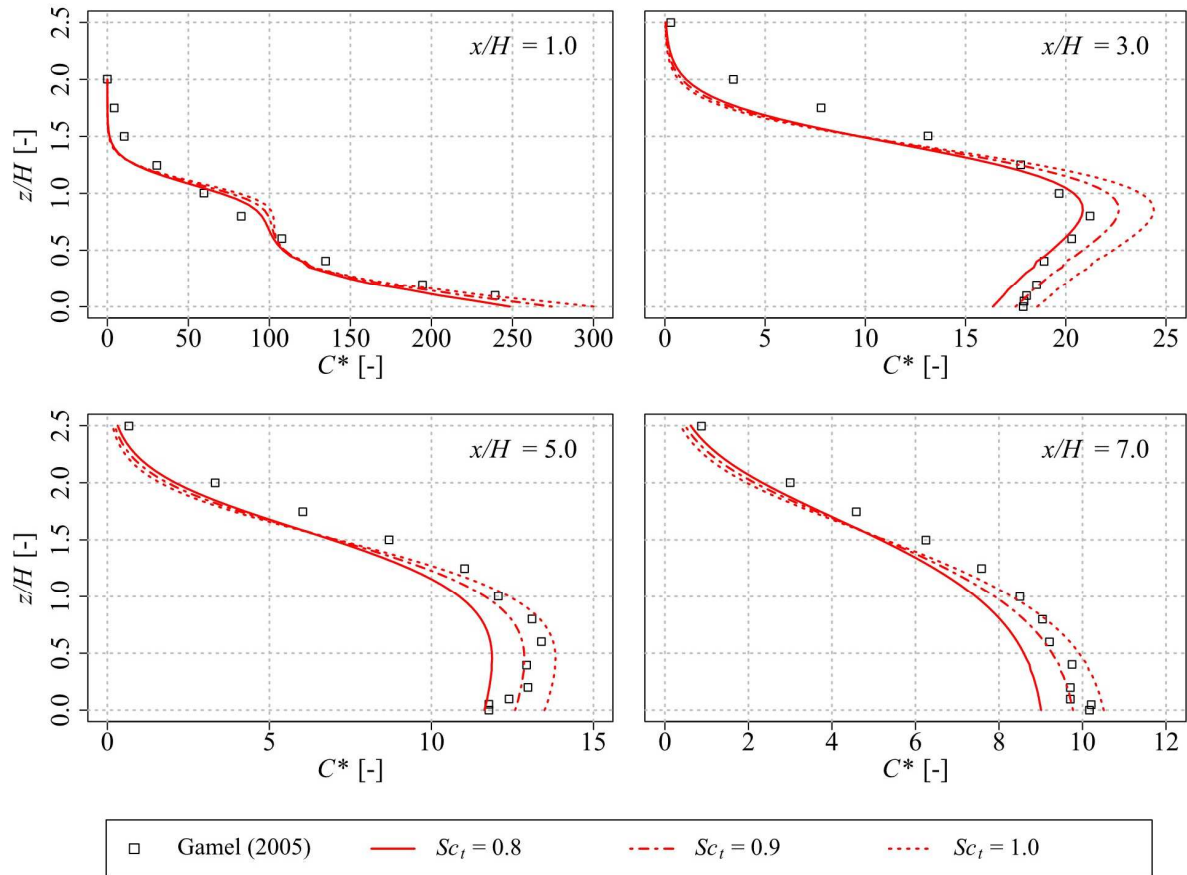 x/H = 1.0
z/H [-]
0.0 0.5 1.0 1.5 2.0 2.5
0 50 100 150 200 250 300
C* [-]
x/H = 3.0
0 5 10 15 20 25
C* [-]
x/H = 5.0
z/H [-]
0.0 0.5 1.0 1.5 2.0 2.5
0 5 10 15
C* [-]
x/H = 7.0
0 2 4 6 8 10 12
C* [-]
Gamel (2005) Sct = 0.8 Sct = 0.9 Sct = 1.0